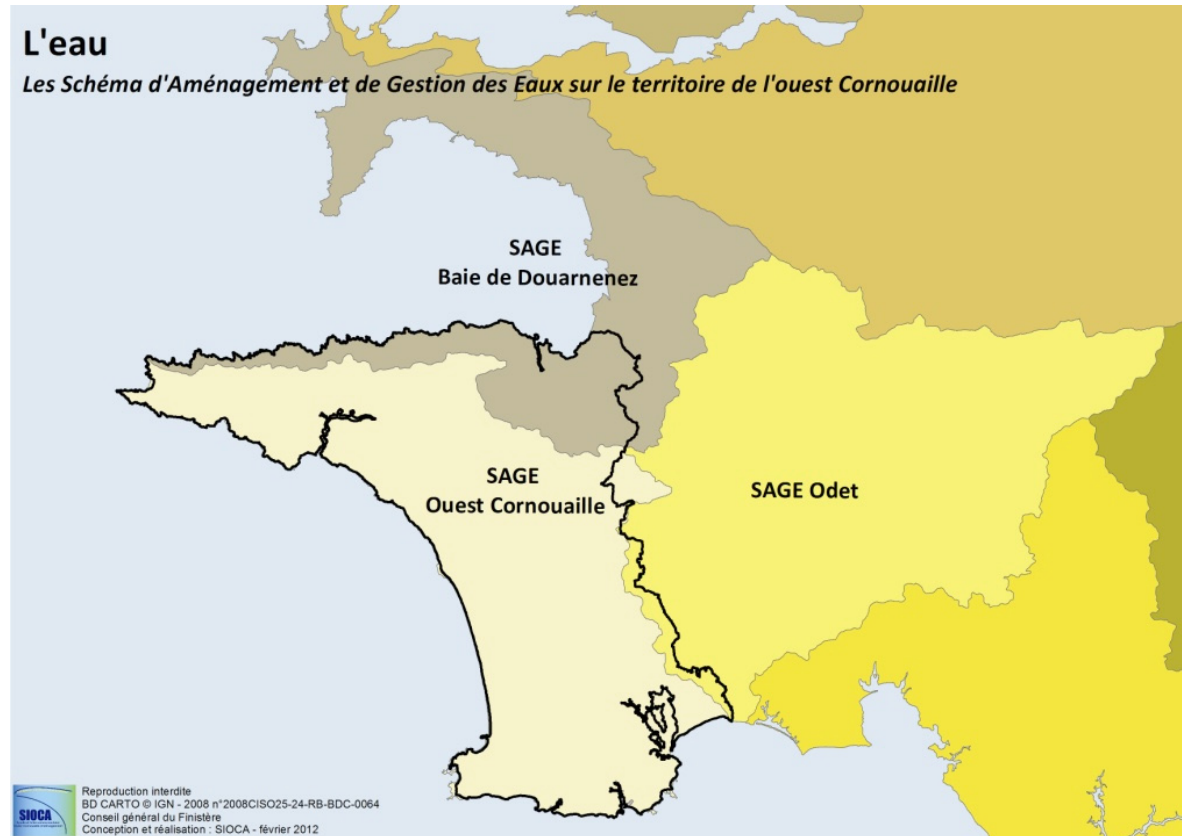 L'eau
Les Schéma d'Aménagement et de Gestion des Eaux sur le territoire de l'ouest Cornouaille
SAGE
Baie de Douarnenez
SAGE
Ouest Cornouaille
SAGE Odet
SIOCA
Reproduction interdite
BD CARTO © IGN - 2008 n°2008CISO25-24-RB-BDC-0064
Conseil général du Finistère
Conception et réalisation : SIOCA - février 2012